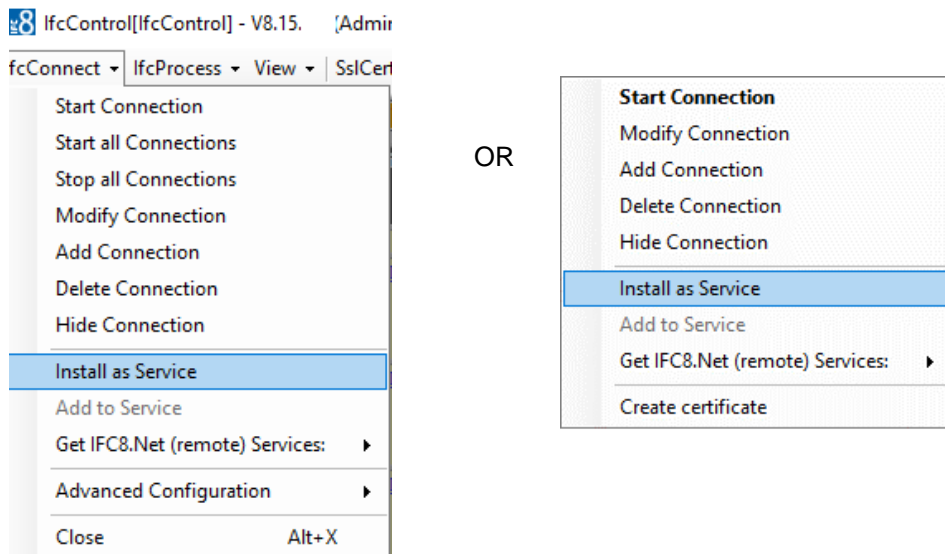 IfcControl[IfcControl] - V8.15. (Admir
fcConnect IfcProcess View SslCert
Start Connection
Start all Connections
Stop all Connections
Modify Connection
Add Connection
Delete Connection
Hide Connection
Install as Service
Add to Service
Get IFC8.Net (remote) Services:
Advanced Configuration
Close Alt+X
OR
Start Connection
Modify Connection
Add Connection
Delete Connection
Hide Connection
Install as Service
Add to Service
Get IFC8.Net (remote) Services:
Create certificate